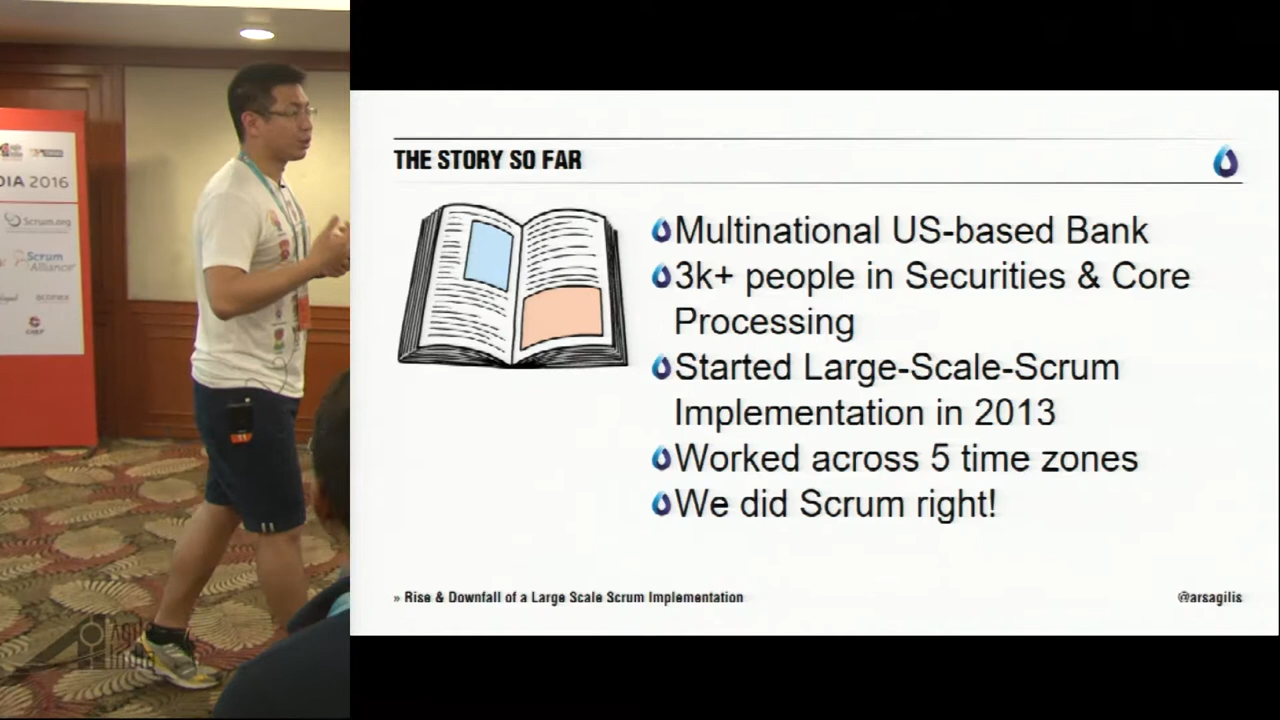 DIA 2016
Scrum.org
Scrum
Alliance
THE STORY SO FAR
Multinational US-based Bank
3k+ people in Securities & Core
Processing
Started Large-Scale-Scrum
Implementation in 2013
Worked across 5 time zones
We did Scrum right!
» Rise & Downfall of a Large Scale Scrum Implementation
@arsagilis
Agile
India